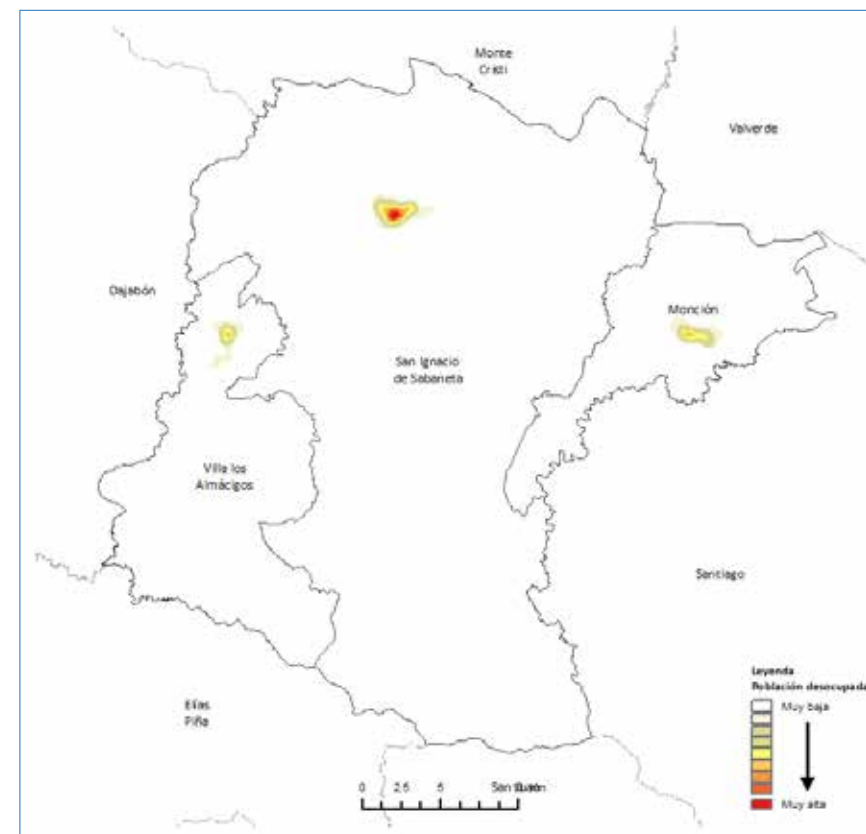 Monte
Cristi
Valverde
Dajabón
Monción
San Ignacio
de Sabaneta
Villa los
Almácigos
Santiago
Elías
Piña
Leyenda
Población desocupada
Muy baja
Muy alta
0 2.5 5